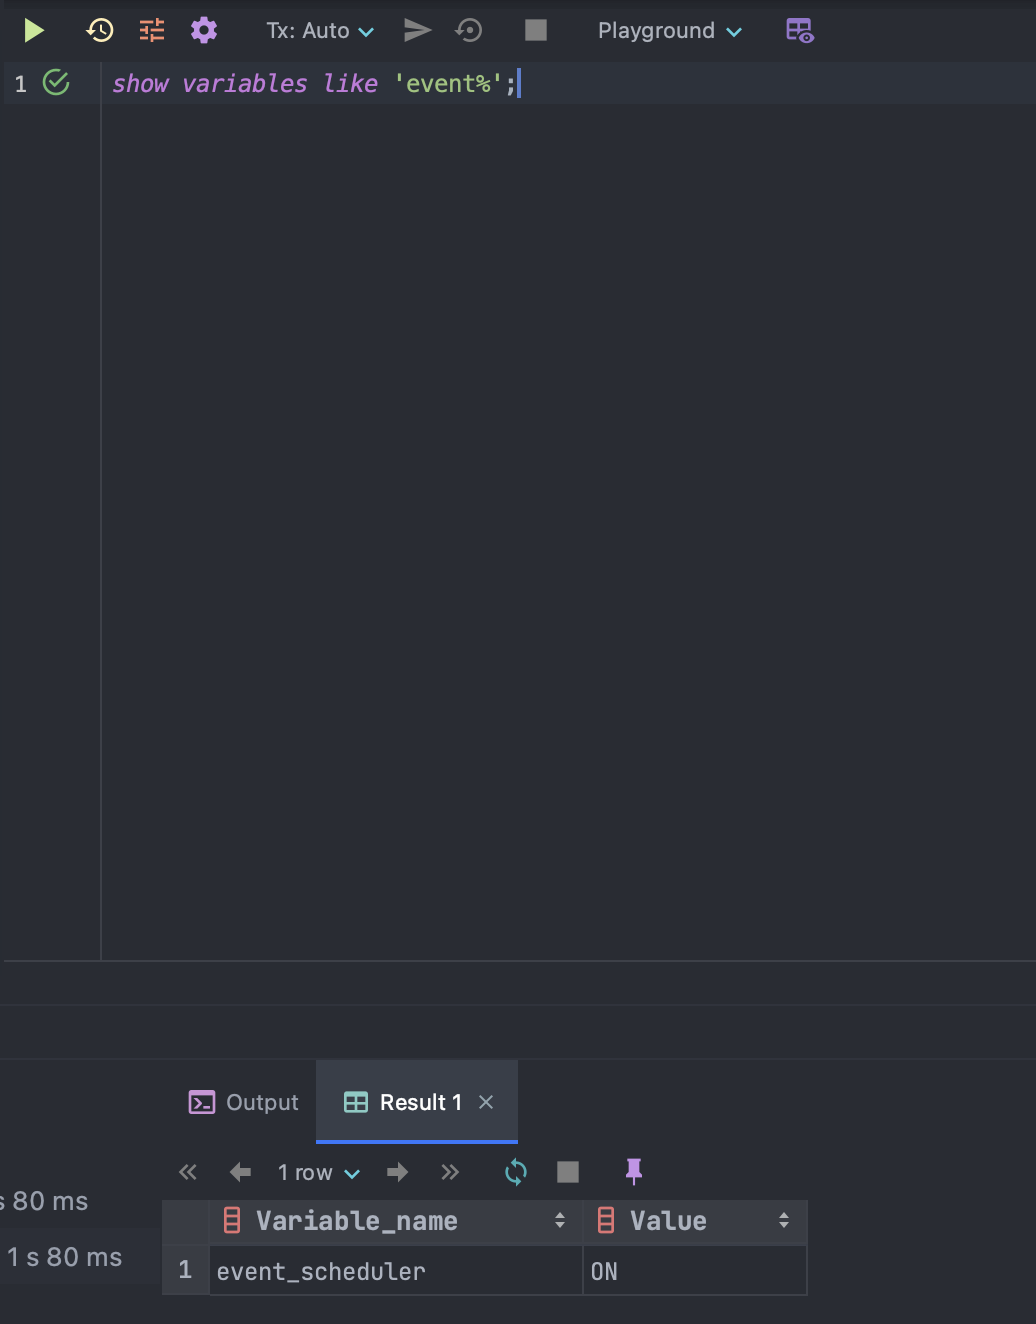 Tx: Auto Playground
1 show variables like 'event%';
Output Result 1
1 row
s 80 ms
Variable_name Value
1 s 80 ms
1 event_scheduler ON